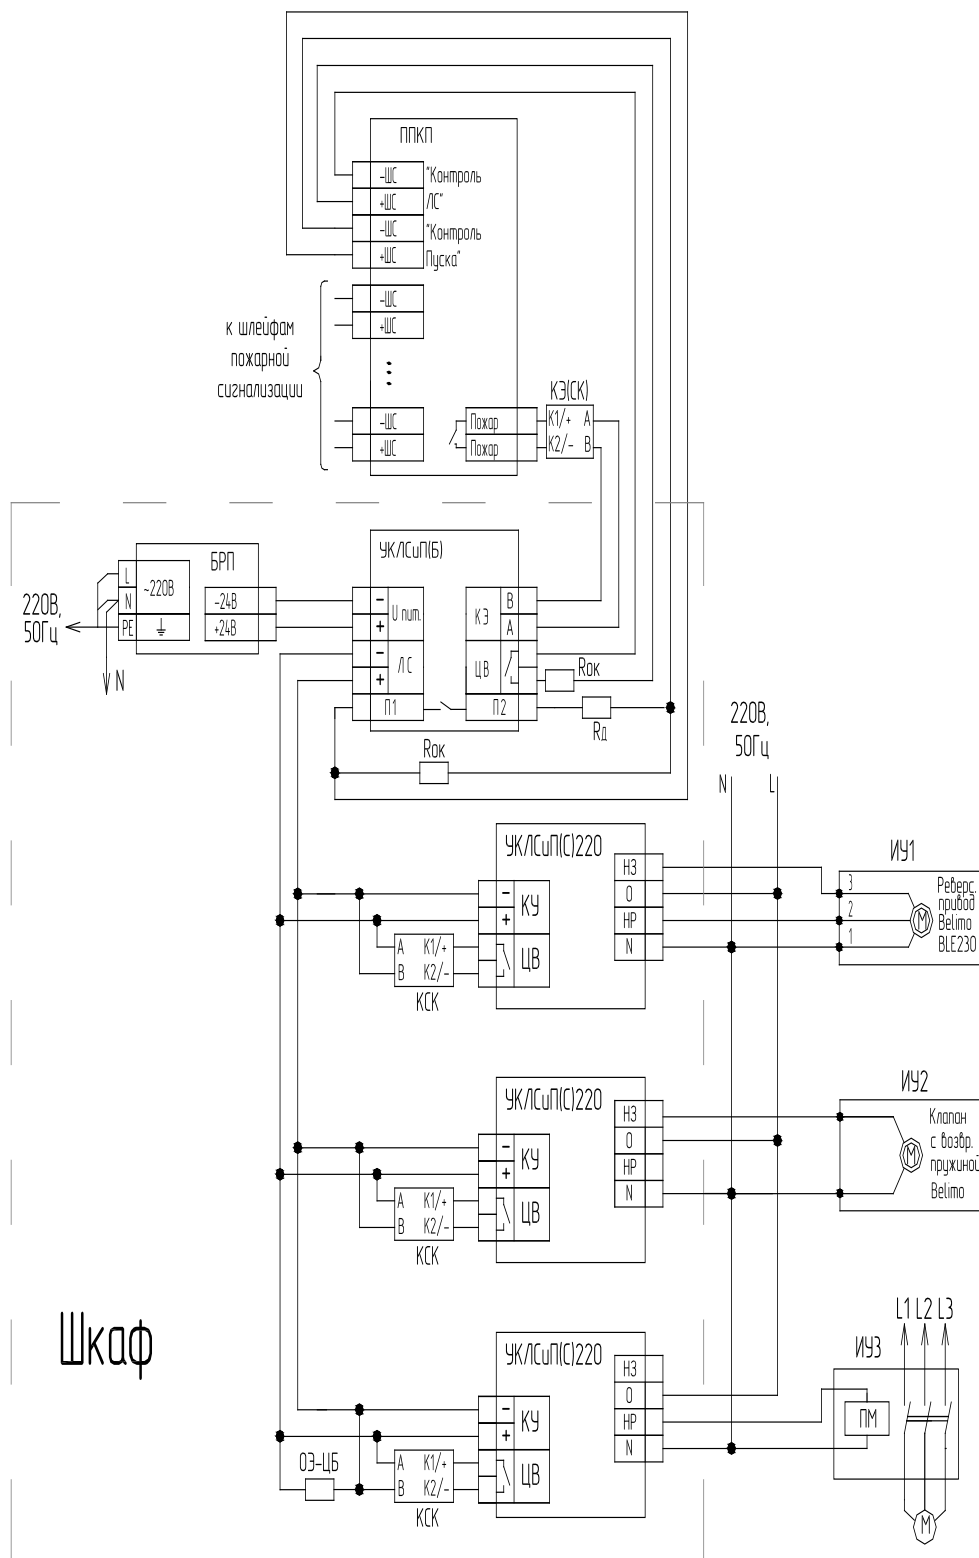 ППКП
-ШС "Контроль
+ШС ЛС"
-ШС "Контроль
+ШС Пуска"
-ШС
+ШС
к шлейфам
пожарной
сигнализации
...
-ШС
+ШС
Пожар
Пожар
КЭ(СК)
К1/+ А
К2/- В
БРП
L
N
PE
~220В
-24В
+24В
220В,
50Гц
N
УКЛСиП(Б)
-
+
U пит.
-
+
ЛС
П1
КЭ
В
А
ЦВ
П2
Rок
Rд
Rок
220В,
50Гц
N
L
УКЛСиП(С)220
-
+
КУ
ЦВ
НЗ
О
НР
N
А К1/+
В К2/-
КСК
ИУ1
3
2
1
М
Реверс.
привод
Belimo
BLE230
УКЛСиП(С)220
-
+
КУ
ЦВ
НЗ
О
НР
N
А К1/+
В К2/-
КСК
ИУ2
М
Клапан
с возвр.
пружиной
Belimo
Шкаф
УКЛСиП(С)220
-
+
КУ
ЦВ
НЗ
О
НР
N
ОЭ-ЦБ
А К1/+
В К2/-
КСК
L1 L2 L3
ИУ3
ПМ
М